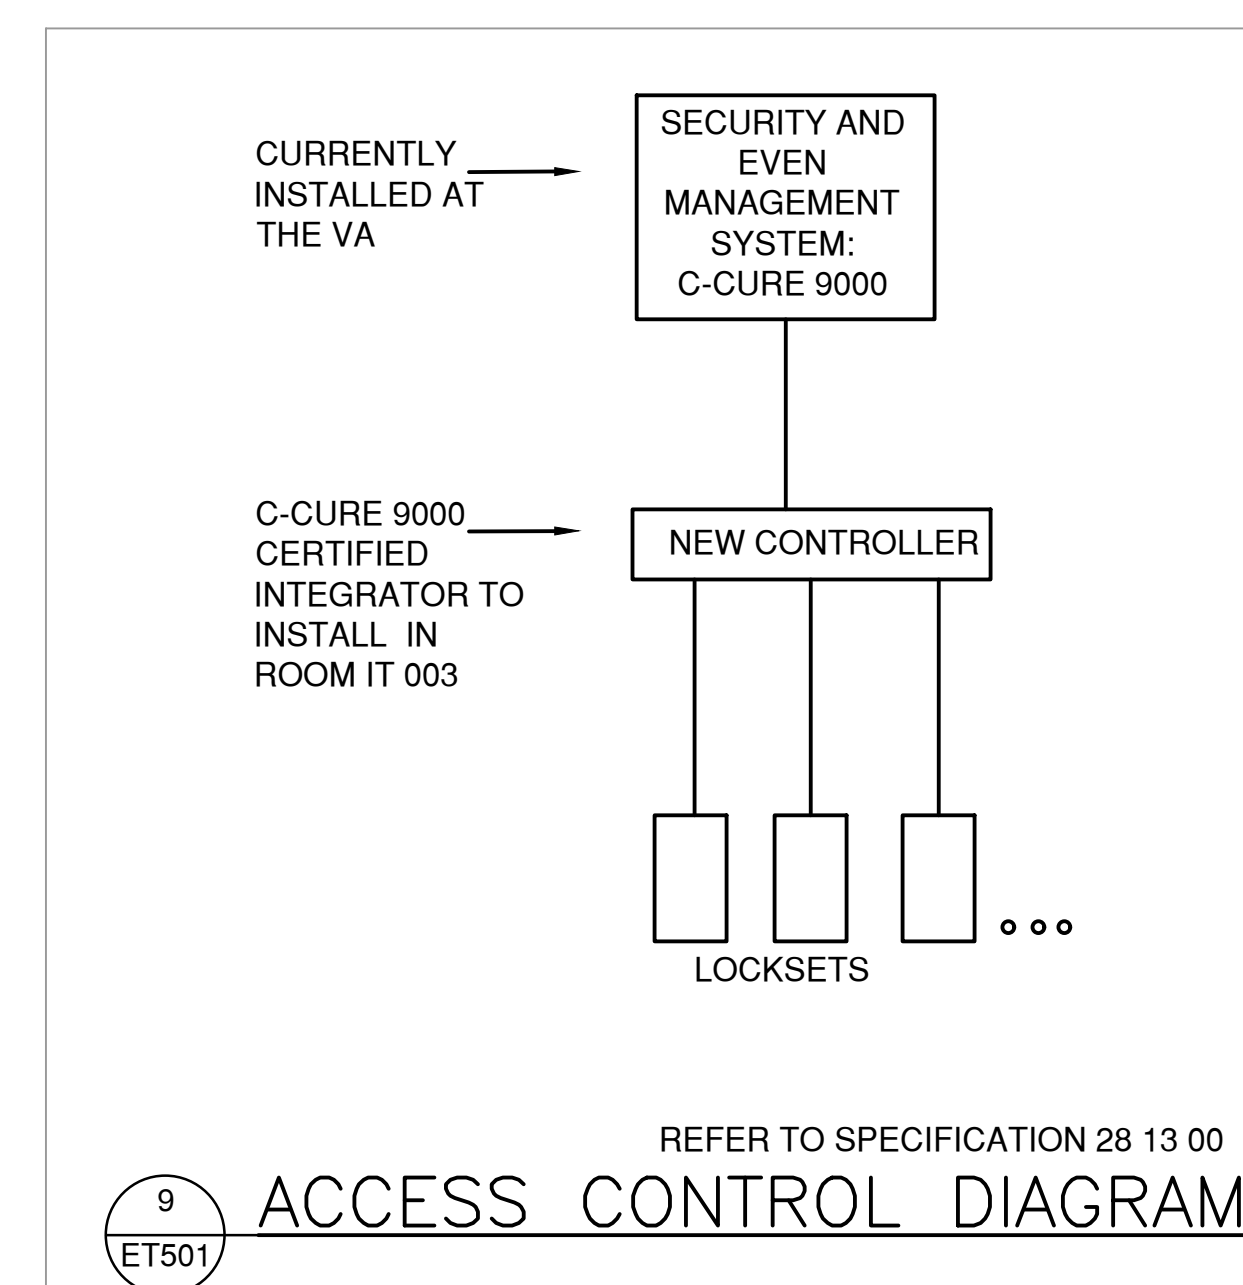 SECURITY AND
EVEN
MANAGEMENT
SYSTEM:
C-CURE 9000
CURRENTLY
INSTALLED AT
THE VA
C-CURE 9000
CERTIFIED
INTEGRATOR TO
INSTALL IN
ROOM IT 003
NEW CONTROLLER
LOCKSETS
REFER TO SPECIFICATION 28 13 00
9
ET501
ACCESS CONTROL DIAGRAM